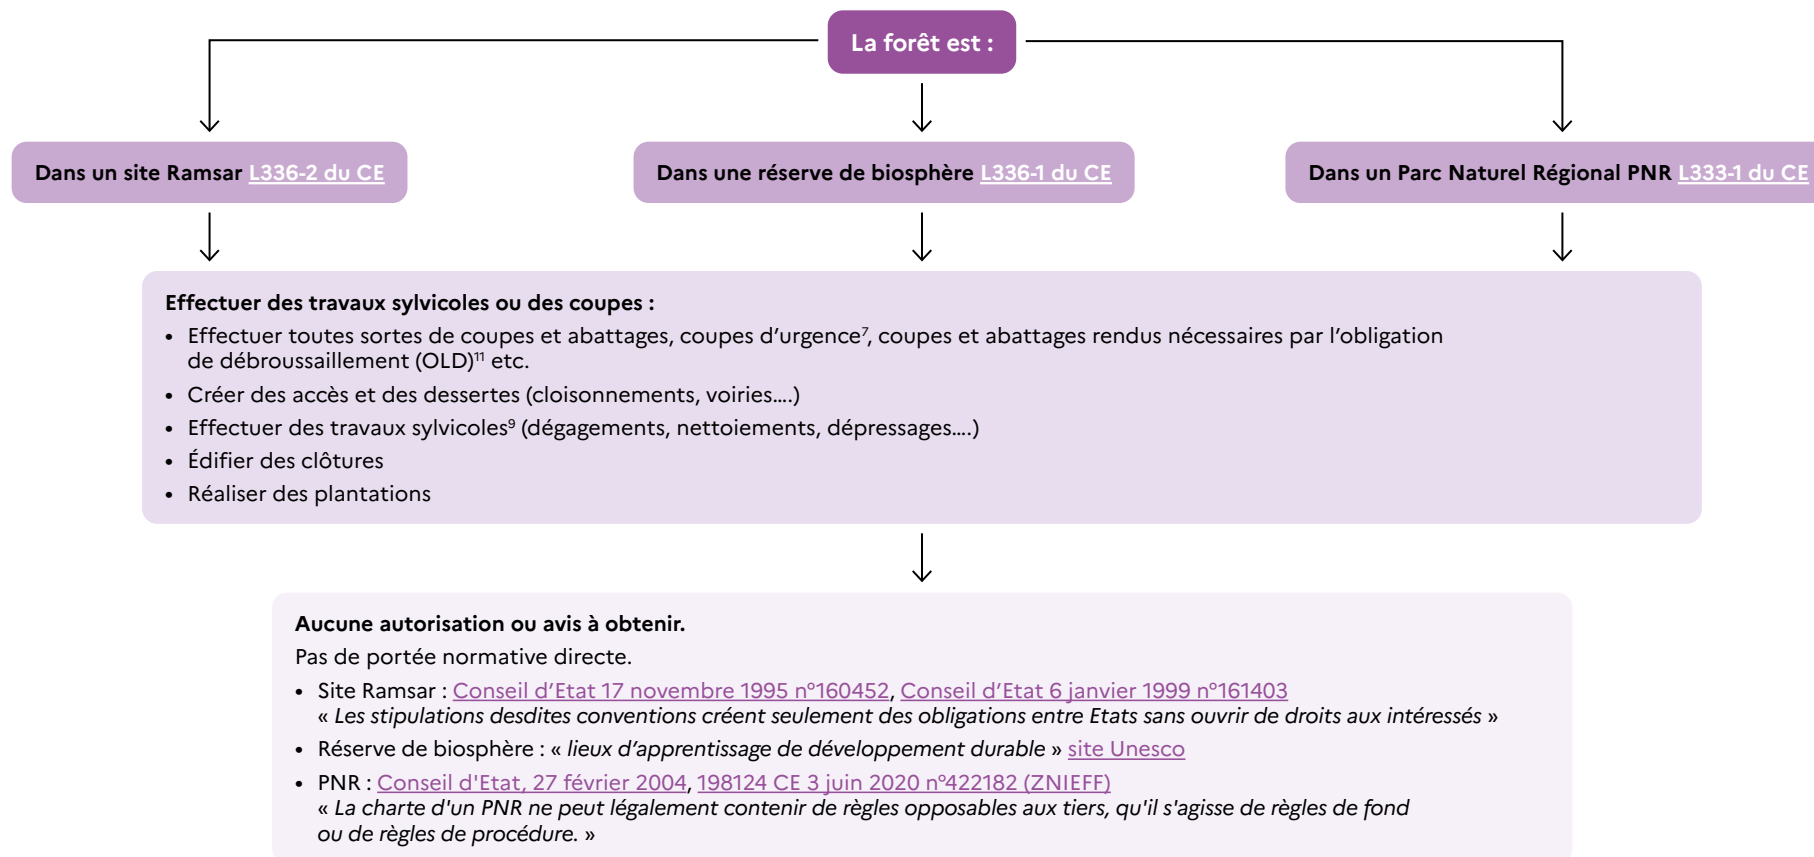 La forêt est :
Dans un site Ramsar L336-2 du CE
Dans une réserve de biosphère L336-1 du CE
Dans un Parc Naturel Régional PNR L333-1 du CE
Effectuer des travaux sylvicoles ou des coupes :
• Effectuer toutes sortes de coupes et abattages, coupes d’urgence⁷, coupes et abattages rendus nécessaires par l’obligation
de débroussaillement (OLD)¹¹ etc.
• Créer des accès et des dessertes (cloisonnements, voiries….)
• Effectuer des travaux sylvicoles⁹ (dégagements, nettoiements, dépressages….)
• Édifier des clôtures
• Réaliser des plantations
Aucune autorisation ou avis à obtenir.
Pas de portée normative directe.
• Site Ramsar : Conseil d’Etat 17 novembre 1995 n°160452, Conseil d’Etat 6 janvier 1999 n°161403
« Les stipulations desdites conventions créent seulement des obligations entre Etats sans ouvrir de droits aux intéressés »
• Réserve de biosphère : « lieux d’apprentissage de développement durable » site Unesco
• PNR : Conseil d'Etat, 27 février 2004, 198124 CE 3 juin 2020 n°422182 (ZNIEFF)
« La charte d'un PNR ne peut légalement contenir de règles opposables aux tiers, qu'il s'agisse de règles de fond
ou de règles de procédure. »